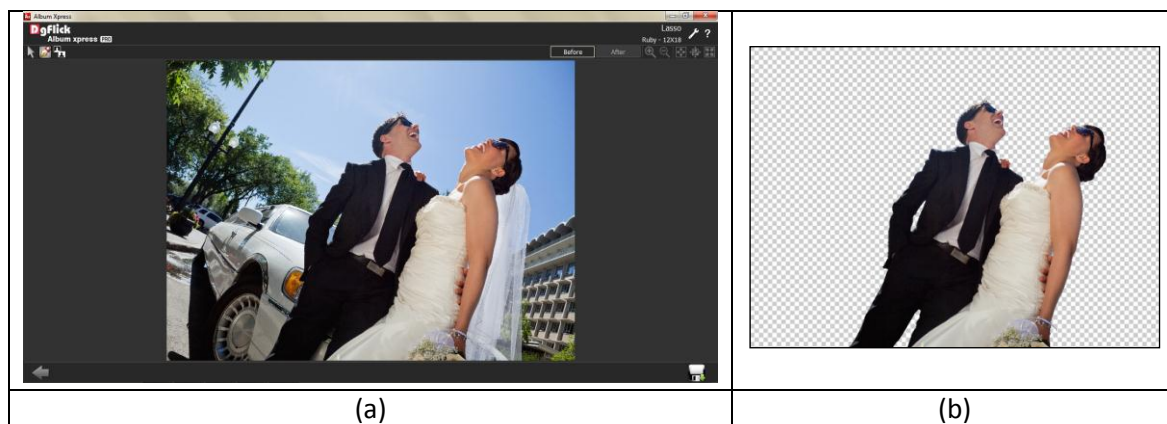 Album Xpress
DgFlick
Album xpress PRO
Lasso
Ruby - 12X18
?
Before After
(a) (b)